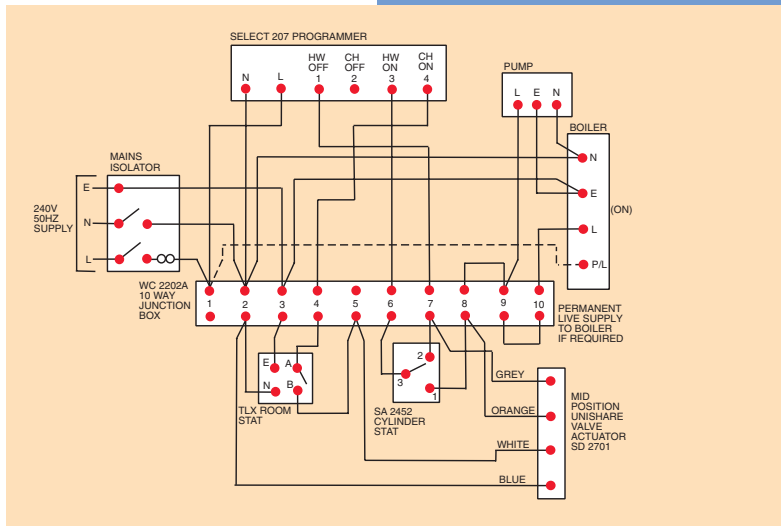 SELECT 207 PROGRAMMER
N
L
HW
OFF
1
CH
OFF
2
HW
ON
3
CH
ON
4
PUMP
L E N
BOILER
N
E
(ON)
L
P/L
MAINS
ISOLATOR
240V
50HZ
SUPPLY
E
N
L
WC 2202A
10 WAY
JUNCTION
BOX
1 2 3 4 5 6 7 8 9 10
PERMANENT
LIVE SUPPLY
TO BOILER
IF REQUIRED
E A
N B
TLX ROOM
STAT
2
3
1
SA 2452
CYLINDER
STAT
GREY
ORANGE
WHITE
BLUE
MID
POSITION
UNISHARE
VALVE
ACTUATOR
SD 2701